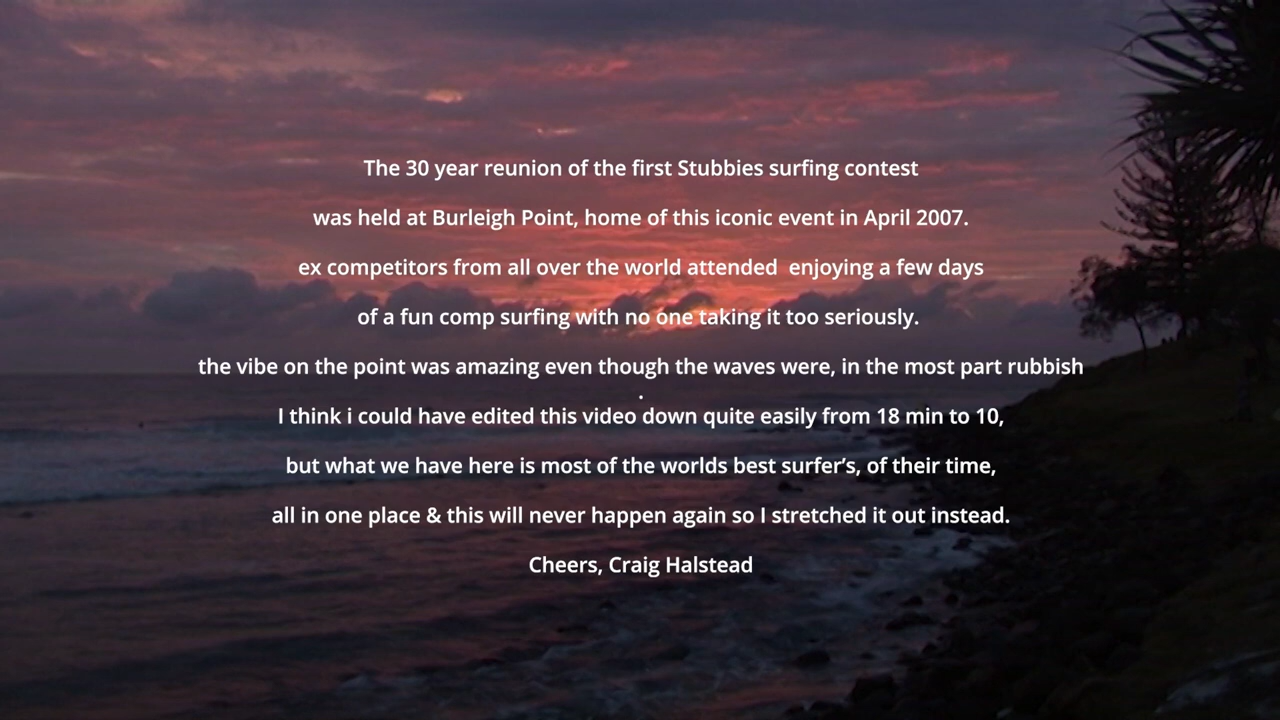 The 30 year reunion of the first Stubbies surfing contest
was held at Burleigh Point, home of this iconic event in April 2007.
ex competitors from all over the world attended  enjoying a few days
of a fun comp surfing with no one taking it too seriously.
the vibe on the point was amazing even though the waves were, in the most part rubbish
.
I think i could have edited this video down quite easily from 18 min to 10,
but what we have here is most of the worlds best surfer’s, of their time,
all in one place & this will never happen again so I stretched it out instead.
Cheers, Craig Halstead